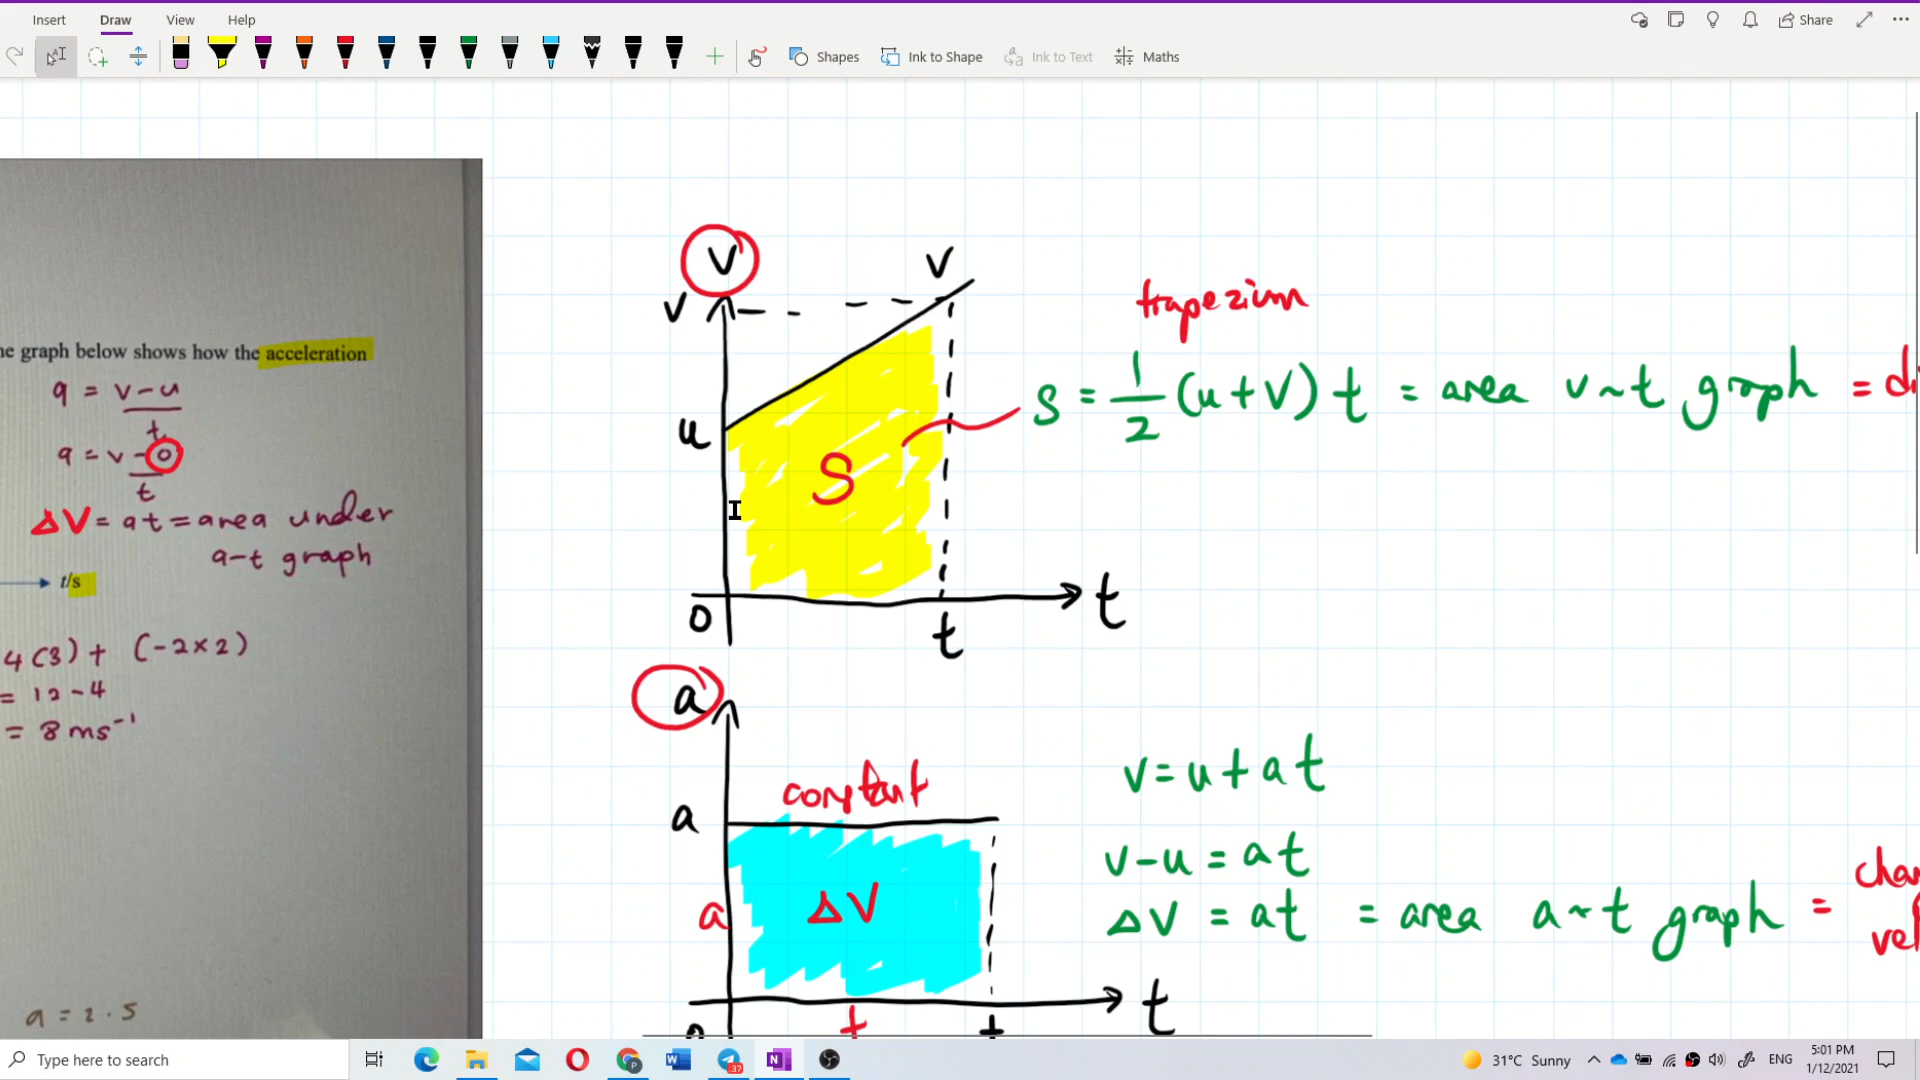 Insert Draw View Help Share
Shapes Ink to Shape Ink to Text Maths
he graph below shows how the acceleration
a = v-u
t
a = v-0
t
ΔV = at = area under
a-t graph
t/s
4(3) + (-2×2)
= 12-4
= 8 ms⁻¹
a = 2.5
V
V
V
u
S
0
t
t
trapezium
S = 1/2 (u+V) t = area v~t graph = di
a
constant
a
ΔV
a
t
t
t
v = u + at
v-u = at
ΔV = at = area a~t graph =
Type here to search
37
31°C Sunny
ENG
5:01 PM
1/12/2021